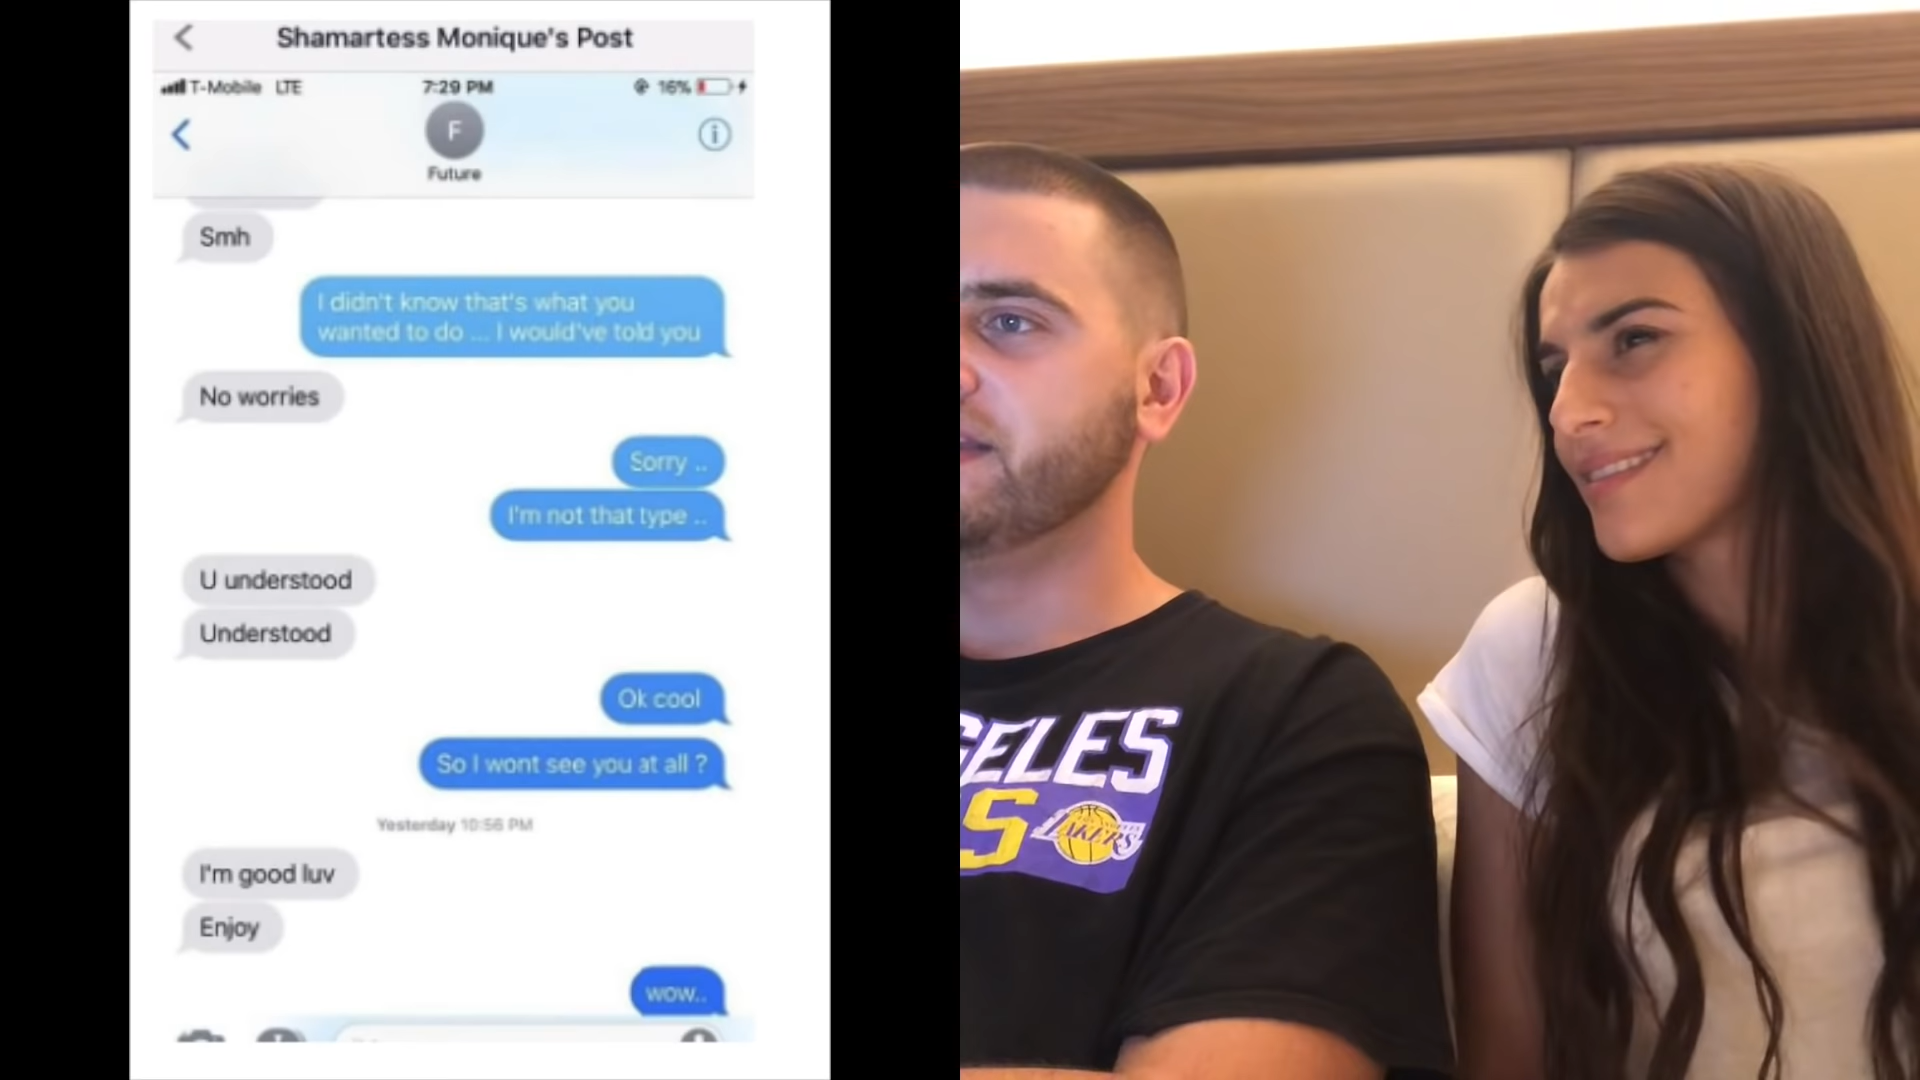 Shamartess Monique's Post
T-Mobile LTE
7:29 PM
16%
F
Future
Smh
I didn't know that's what you
wanted to do ... I would've told you
No worries
Sorry ..
I'm not that type ..
U understood
Understood
Ok cool
So I wont see you at all ?
Yesterday 10:56 PM
I'm good luv
Enjoy
wow..
GELES
S
LAKERS